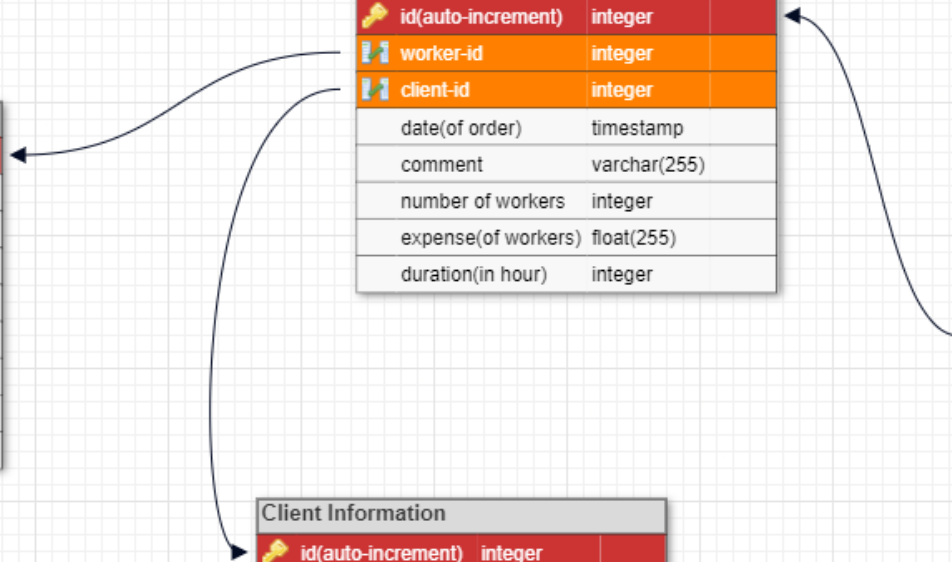 id(auto-increment) integer
worker-id integer
client-id integer
date(of order) timestamp
comment varchar(255)
number of workers integer
expense(of workers) float(255)
duration(in hour) integer
Client Information
id(auto-increment) integer